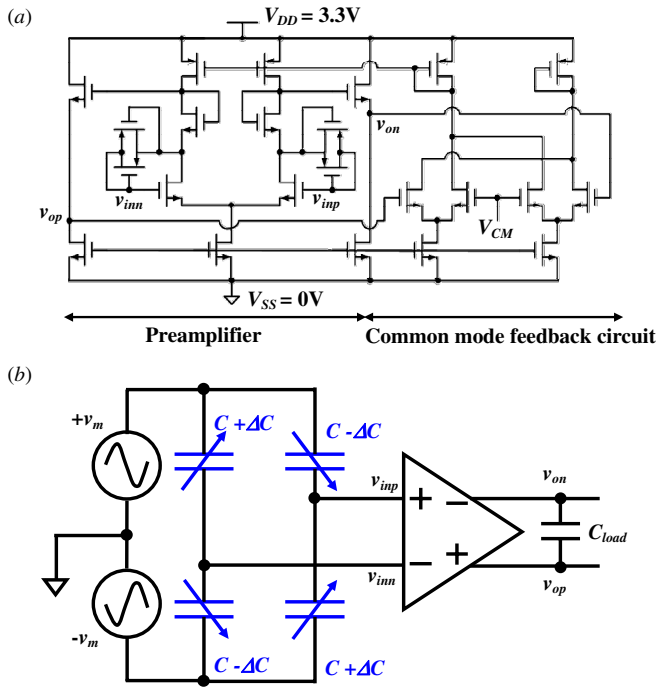 (a)
V_DD = 3.3V
v_on
v_inn
v_inp
v_op
V_CM
V_SS = 0V
Preamplifier
Common mode feedback circuit
(b)
+v_m
C +ΔC
C -ΔC
v_inp
v_on
+ −
C_load
− +
v_inn
v_op
-v_m
C -ΔC
C +ΔC